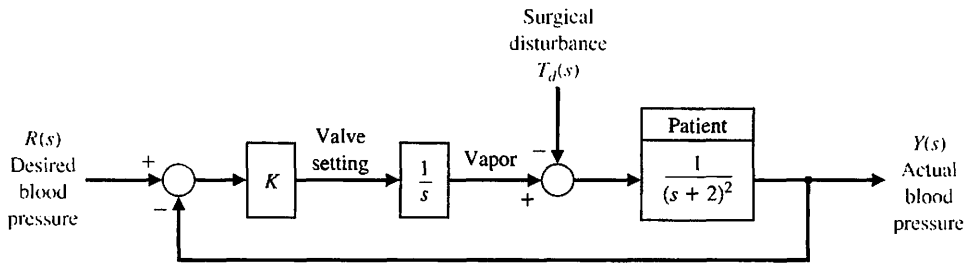 Surgical
disturbance
T_d(s)
R(s)
Desired
blood
pressure
+
−
K
Valve
setting
1
s
Vapor
−
+
Patient
1
(s + 2)²
Y(s)
Actual
blood
pressure